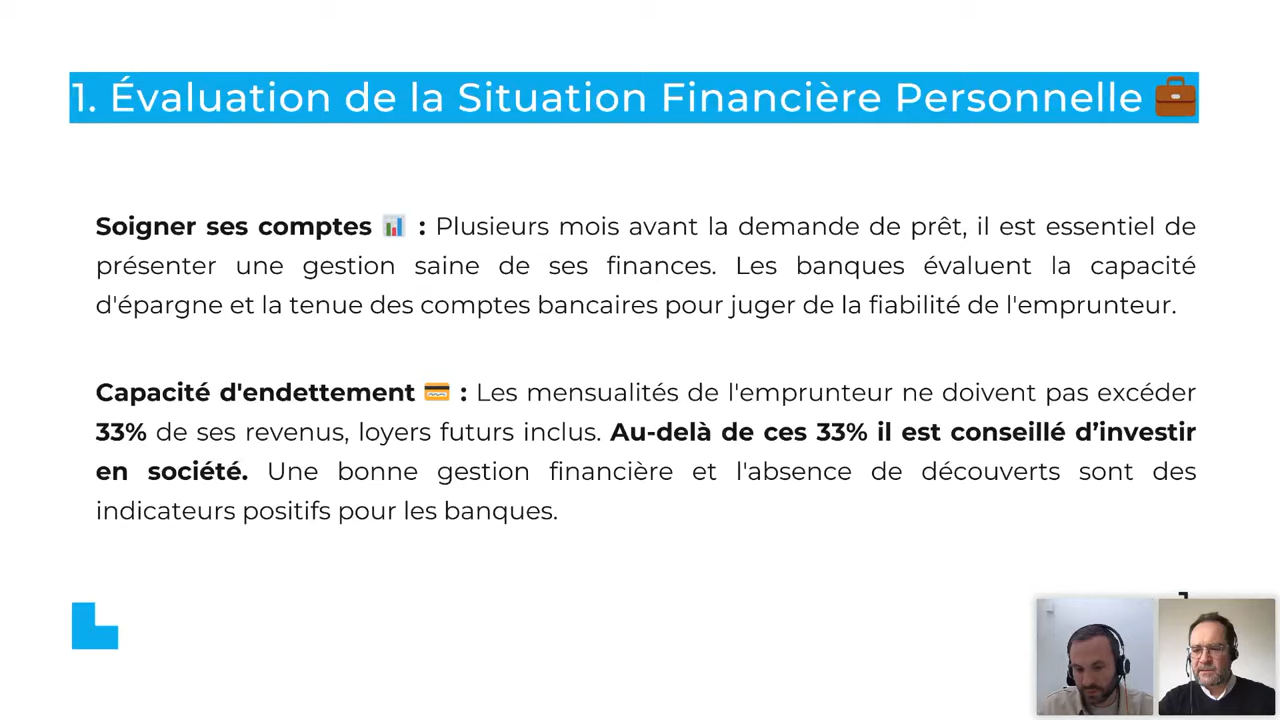 1. Évaluation de la Situation Financière Personnelle 💼
Soigner ses comptes 📊 : Plusieurs mois avant la demande de prêt, il est essentiel de
présenter une gestion saine de ses finances. Les banques évaluent la capacité
d'épargne et la tenue des comptes bancaires pour juger de la fiabilité de l'emprunteur.
Capacité d'endettement 💳 : Les mensualités de l'emprunteur ne doivent pas excéder
33% de ses revenus, loyers futurs inclus. Au-delà de ces 33% il est conseillé d’investir
en société. Une bonne gestion financière et l'absence de découverts sont des
indicateurs positifs pour les banques.